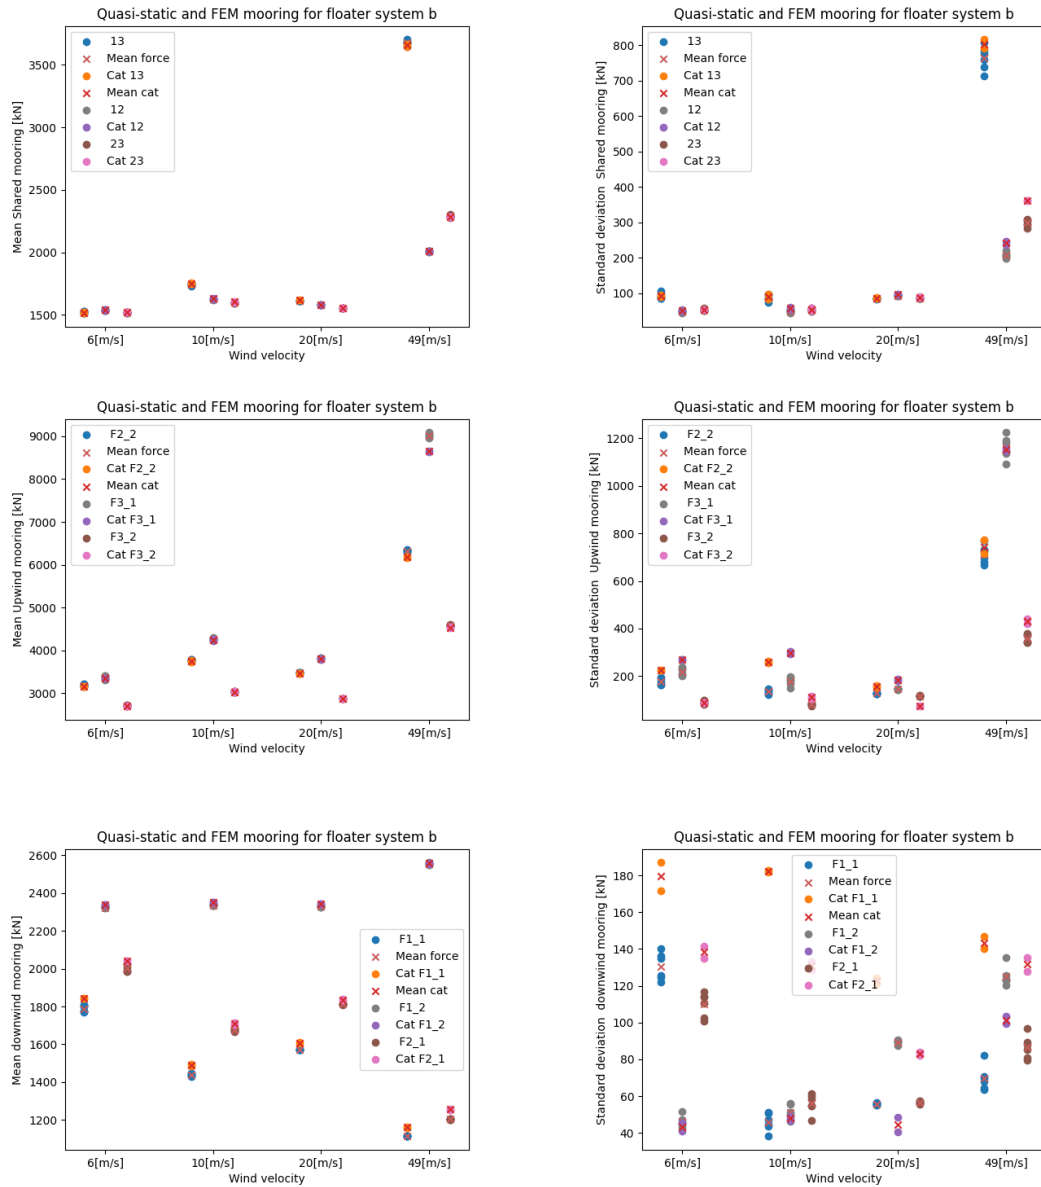 Quasi-static and FEM mooring for floater system b
Mean Shared mooring [kN]
3500
3000
2500
2000
1500
13
Mean force
Cat 13
Mean cat
12
Cat 12
23
Cat 23
6[m/s]
10[m/s]
20[m/s]
49[m/s]
Wind velocity
Quasi-static and FEM mooring for floater system b
Standard deviation Shared mooring [kN]
800
700
600
500
400
300
200
100
13
Mean force
Cat 13
Mean cat
12
Cat 12
23
Cat 23
6[m/s]
10[m/s]
20[m/s]
49[m/s]
Wind velocity
Quasi-static and FEM mooring for floater system b
Mean Upwind mooring [kN]
9000
8000
7000
6000
5000
4000
3000
F2_2
Mean force
Cat F2_2
Mean cat
F3_1
Cat F3_1
F3_2
Cat F3_2
6[m/s]
10[m/s]
20[m/s]
49[m/s]
Wind velocity
Quasi-static and FEM mooring for floater system b
Standard deviation Upwind mooring [kN]
1200
1000
800
600
400
200
F2_2
Mean force
Cat F2_2
Mean cat
F3_1
Cat F3_1
F3_2
Cat F3_2
6[m/s]
10[m/s]
20[m/s]
49[m/s]
Wind velocity
Quasi-static and FEM mooring for floater system b
Mean downwind mooring [kN]
2600
2400
2200
2000
1800
1600
1400
1200
F1_1
Mean force
Cat F1_1
Mean cat
F1_2
Cat F1_2
F2_1
Cat F2_1
6[m/s]
10[m/s]
20[m/s]
49[m/s]
Wind velocity
Quasi-static and FEM mooring for floater system b
Standard deviation downwind mooring [kN]
180
160
140
120
100
80
60
40
F1_1
Mean force
Cat F1_1
Mean cat
F1_2
Cat F1_2
F2_1
Cat F2_1
6[m/s]
10[m/s]
20[m/s]
49[m/s]
Wind velocity